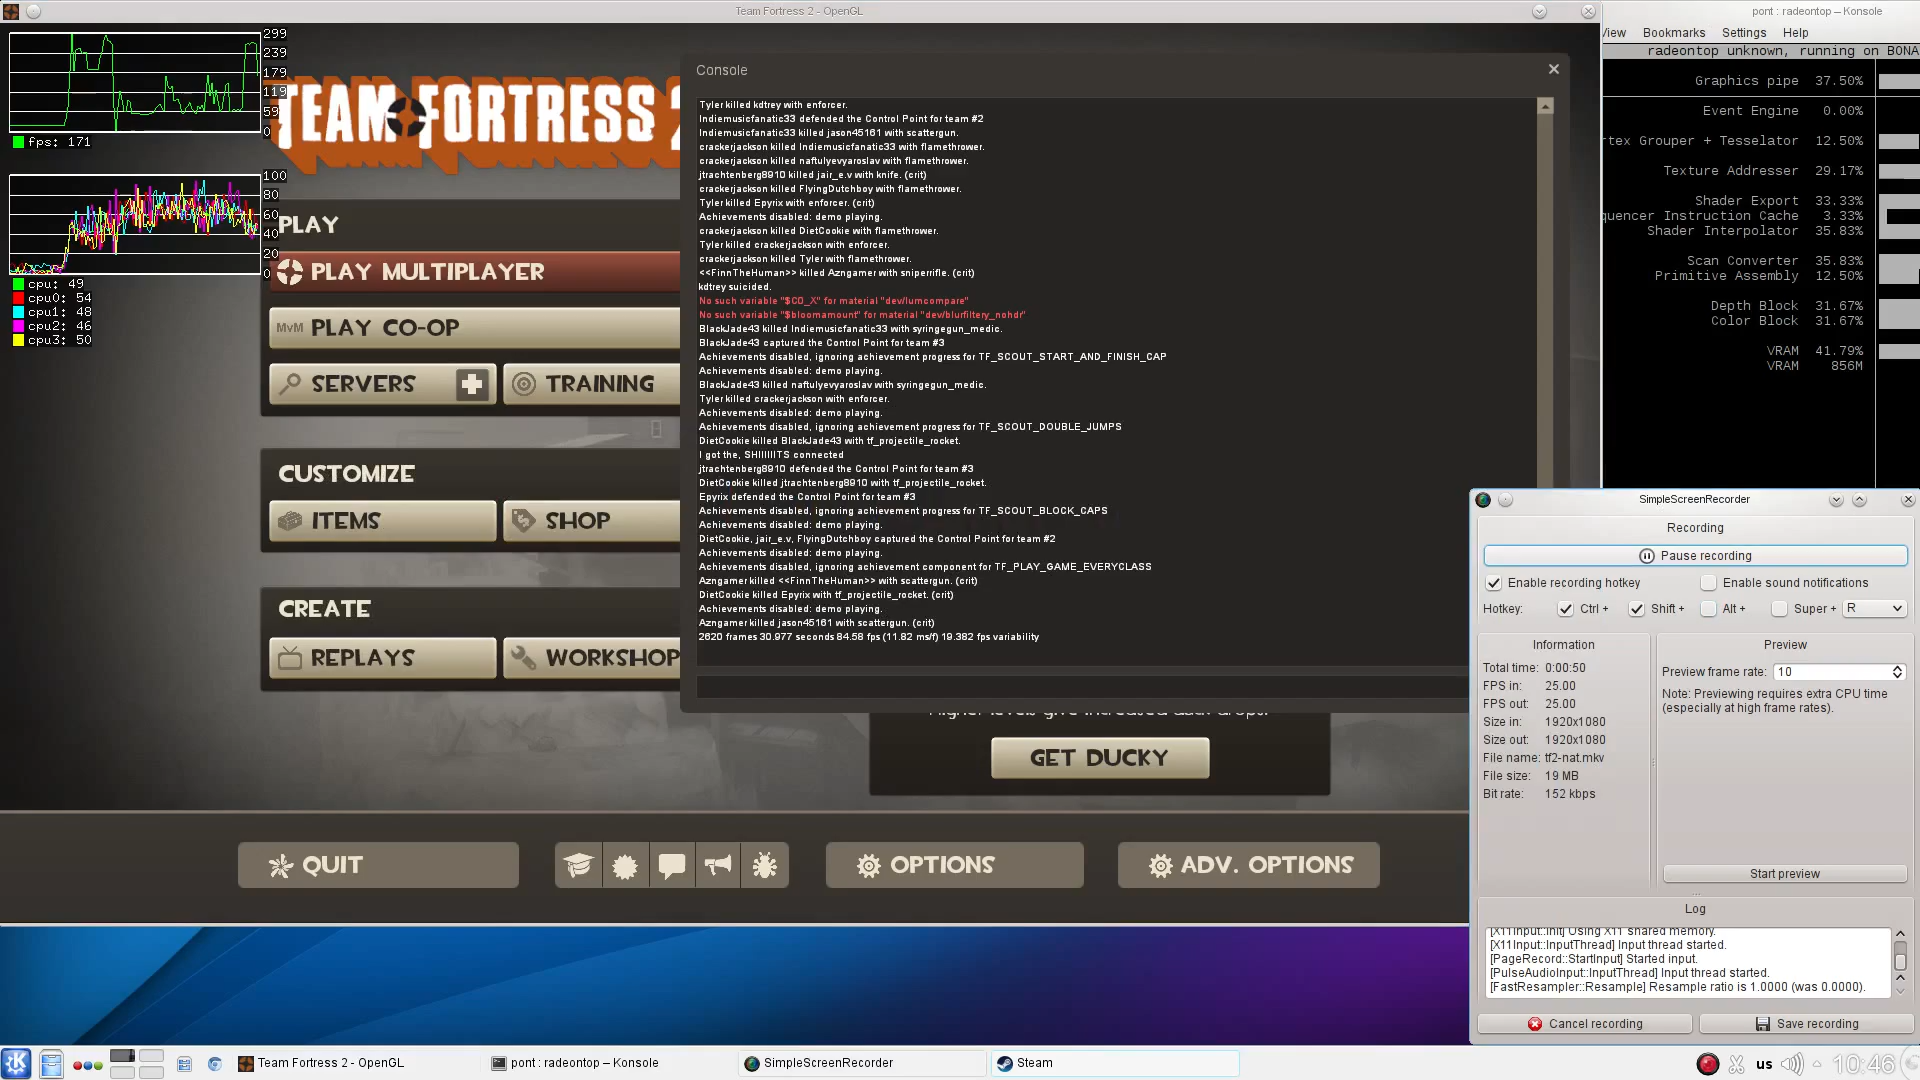 Team Fortress 2 - OpenGL
299
239
179
119
59
0
fps: 171
100
80
60
40
20
0
cpu: 49
cpu0: 54
cpu1: 48
cpu2: 46
cpu3: 50
TEAM FORTRESS 2
PLAY
PLAY MULTIPLAYER
MvM PLAY CO-OP
SERVERS
TRAINING
CUSTOMIZE
ITEMS
SHOP
CREATE
REPLAYS
WORKSHOP
Console
Tyler killed kdtrey with enforcer.
Indiemusicfanatic33 defended the Control Point for team #2
Indiemusicfanatic33 killed jason45161 with scattergun.
crackerjackson killed Indiemusicfanatic33 with flamethrower.
crackerjackson killed naftulyevyaroslav with flamethrower.
jtrachtenberg8910 killed jair_e.v with knife. (crit)
crackerjackson killed FlyingDutchboy with flamethrower.
Tyler killed Epyrix with enforcer. (crit)
Achievements disabled: demo playing.
crackerjackson killed DietCookie with flamethrower.
Tyler killed crackerjackson with enforcer.
crackerjackson killed Tyler with flamethrower.
<<FinnTheHuman>> killed Azngamer with sniperrifle. (crit)
kdtrey suicided.
No such variable "$C0_X" for material "dev/lumcompare"
No such variable "$bloomamount" for material "dev/blurfiltery_nohdr"
BlackJade43 killed Indiemusicfanatic33 with syringegun_medic.
BlackJade43 captured the Control Point for team #3
Achievements disabled, ignoring achievement progress for TF_SCOUT_START_AND_FINISH_CAP
Achievements disabled: demo playing.
BlackJade43 killed naftulyevyaroslav with syringegun_medic.
Tyler killed crackerjackson with enforcer.
Achievements disabled: demo playing.
Achievements disabled, ignoring achievement progress for TF_SCOUT_DOUBLE_JUMPS
DietCookie killed BlackJade43 with tf_projectile_rocket.
I got the, SHIIIIIITS connected
jtrachtenberg8910 defended the Control Point for team #3
DietCookie killed jtrachtenberg8910 with tf_projectile_rocket.
Epyrix defended the Control Point for team #3
Achievements disabled, ignoring achievement progress for TF_SCOUT_BLOCK_CAPS
Achievements disabled: demo playing.
DietCookie, jair_e.v, FlyingDutchboy captured the Control Point for team #2
Achievements disabled: demo playing.
Achievements disabled, ignoring achievement component for TF_PLAY_GAME_EVERYCLASS
Azngamer killed <<FinnTheHuman>> with scattergun. (crit)
DietCookie killed Epyrix with tf_projectile_rocket. (crit)
Achievements disabled: demo playing.
Azngamer killed jason45161 with scattergun. (crit)
2620 frames 30.977 seconds 84.58 fps (11.82 ms/f) 19.382 fps variability
GET DUCKY
QUIT
OPTIONS
ADV. OPTIONS
pont : radeontop – Konsole
View Bookmarks Settings Help
radeontop unknown, running on BONA
Graphics pipe 37.50%
Event Engine 0.00%
rtex Grouper + Tesselator 12.50%
Texture Addresser 29.17%
Shader Export 33.33%
quencer Instruction Cache 3.33%
Shader Interpolator 35.83%
Scan Converter 35.83%
Primitive Assembly 12.50%
Depth Block 31.67%
Color Block 31.67%
VRAM 41.79%
VRAM 856M
SimpleScreenRecorder
Recording
Pause recording
Enable recording hotkey
Enable sound notifications
Hotkey: Ctrl + Shift + Alt + Super + R
Information
Total time: 0:00:50
FPS in: 25.00
FPS out: 25.00
Size in: 1920x1080
Size out: 1920x1080
File name: tf2-nat.mkv
File size: 19 MB
Bit rate: 152 kbps
Preview
Preview frame rate: 10
Note: Previewing requires extra CPU time
(especially at high frame rates).
Start preview
Log
[X11Input::Init] Using X11 shared memory.
[X11Input::InputThread] Input thread started.
[PageRecord::StartInput] Started input.
[PulseAudioInput::InputThread] Input thread started.
[FastResampler::Resample] Resample ratio is 1.0000 (was 0.0000).
Cancel recording
Save recording
Team Fortress 2 - OpenGL
pont : radeontop – Konsole
SimpleScreenRecorder
Steam
us
10:46